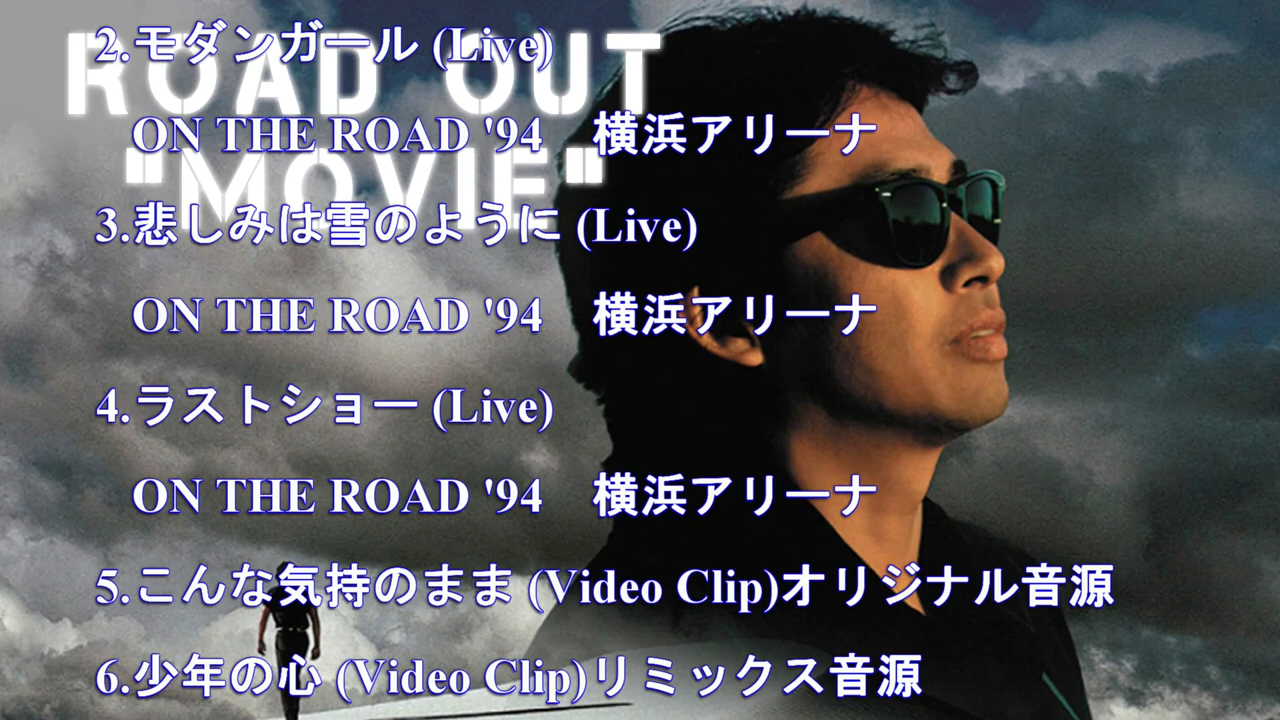 ROAD OUT
"MOVIE"
2.モダンガール (Live)
ON THE ROAD '94　横浜アリーナ
3.悲しみは雪のように (Live)
ON THE ROAD '94　横浜アリーナ
4.ラストショー (Live)
ON THE ROAD '94　横浜アリーナ
5.こんな気持のまま (Video Clip)オリジナル音源
6.少年の心 (Video Clip)リミックス音源